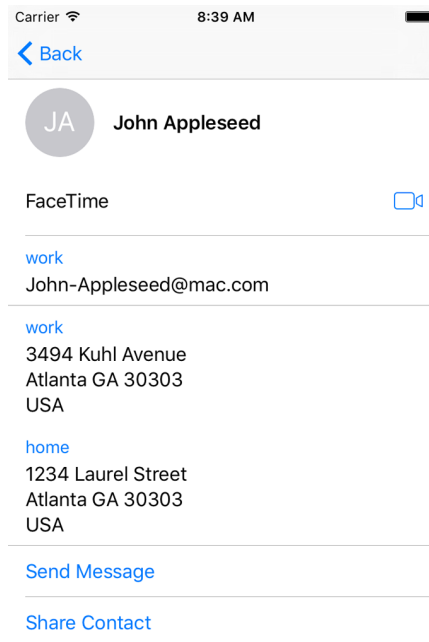 Carrier 8:39 AM
Back
JA
John Appleseed
FaceTime
work
John-Appleseed@mac.com
work
3494 Kuhl Avenue
Atlanta GA 30303
USA
home
1234 Laurel Street
Atlanta GA 30303
USA
Send Message
Share Contact